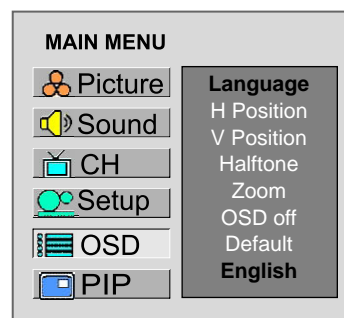 MAIN MENU
Picture
Sound
CH
Setup
OSD
PIP
Language
H Position
V Position
Halftone
Zoom
OSD off
Default
English